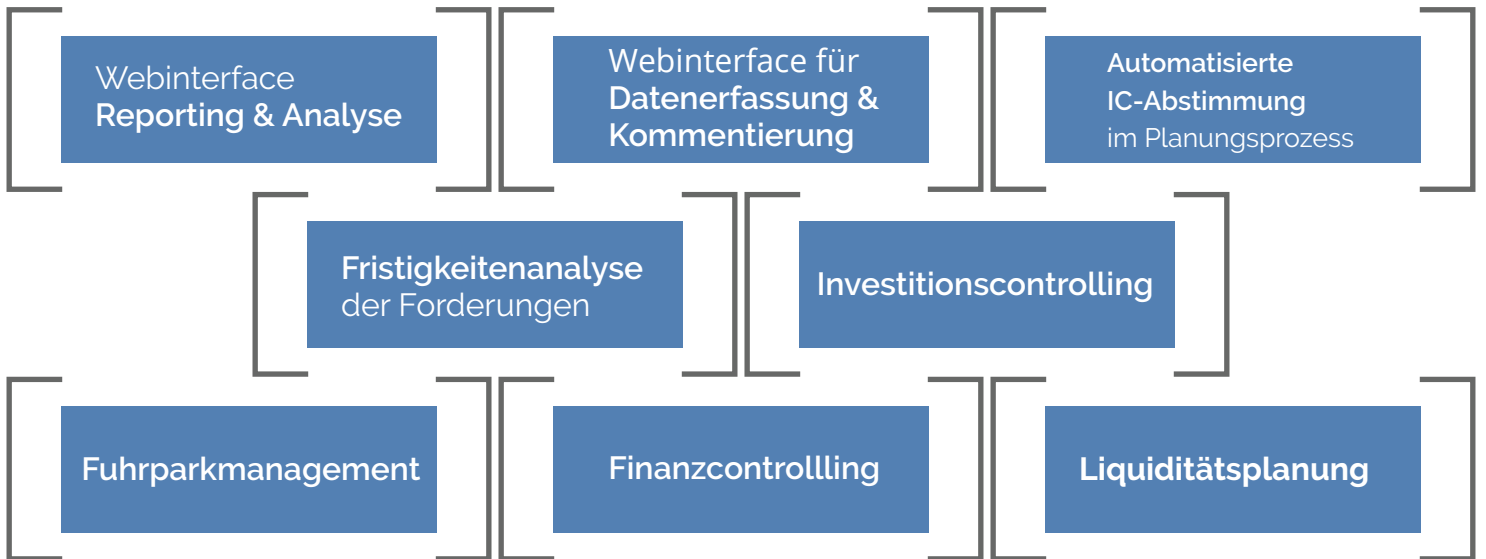 Webinterface
Reporting & Analyse
Webinterface für
Datenerfassung &
Kommentierung
Automatisierte
IC-Abstimmung
im Planungsprozess
Fristigkeitenanalyse
der Forderungen
Investitionscontrolling
Fuhrparkmanagement
Finanzcontrollling
Liquiditätsplanung